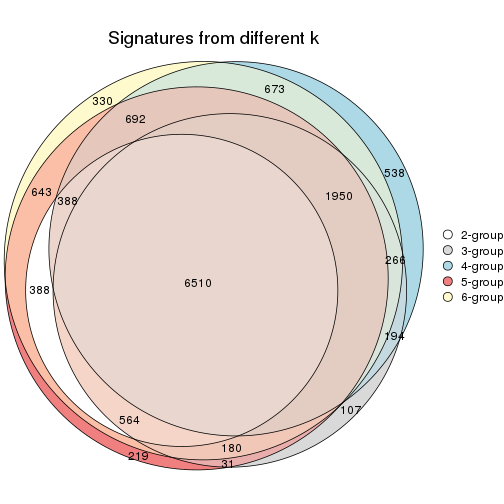 Signatures from different k
330
673
692
538
643
388
1950
266
6510
388
194
107
564
180
219
31
2-group
3-group
4-group
5-group
6-group